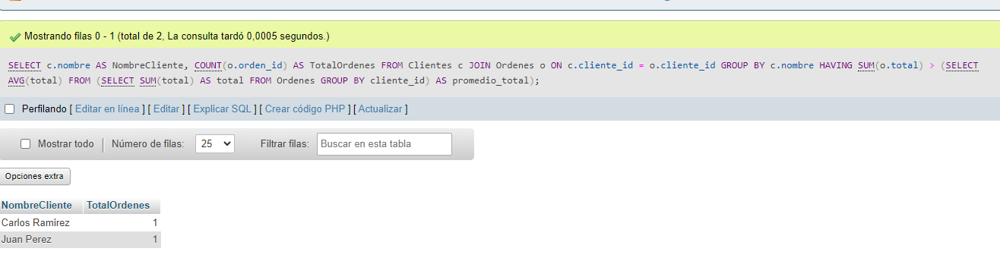 Mostrando filas 0 - 1 (total de 2, La consulta tardó 0,0005 segundos.)
SELECT c.nombre AS NombreCliente, COUNT(o.orden_id) AS TotalOrdenes FROM Clientes c JOIN Ordenes o ON c.cliente_id = o.cliente_id GROUP BY c.nombre HAVING SUM(o.total) > (SELECT
AVG(total) FROM (SELECT SUM(total) AS total FROM Ordenes GROUP BY cliente_id) AS promedio_total);
Perfilando [ Editar en línea ] [ Editar ] [ Explicar SQL ] [ Crear código PHP ] [ Actualizar ]
Mostrar todo | Número de filas: 25 Filtrar filas: Buscar en esta tabla
Opciones extra
NombreCliente TotalOrdenes
Carlos Ramirez 1
Juan Perez 1